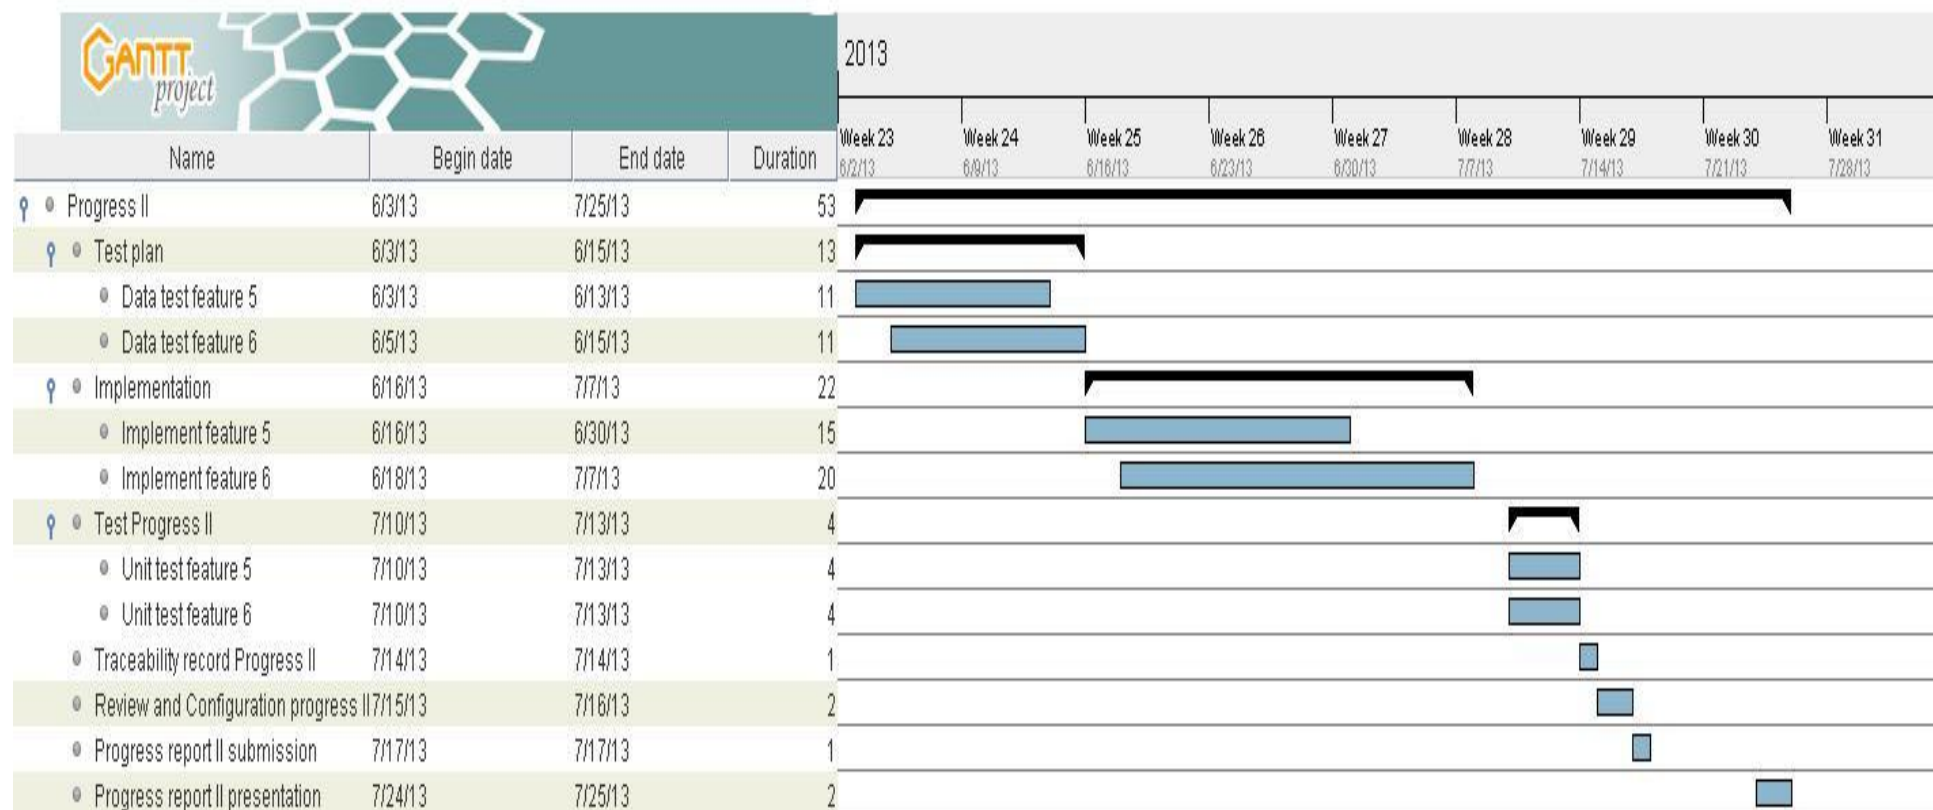 GANTT
project
2013
Week 23 Week 24 Week 25 Week 26 Week 27 Week 28 Week 29 Week 30 Week 31
6/2/13 6/9/13 6/16/13 6/23/13 6/30/13 7/7/13 7/14/13 7/21/13 7/28/13
Name Begin date End date Duration
Progress II 6/3/13 7/25/13 53
Test plan 6/3/13 6/15/13 13
Data test feature 5 6/3/13 6/13/13 11
Data test feature 6 6/5/13 6/15/13 11
Implementation 6/16/13 7/7/13 22
Implement feature 5 6/16/13 6/30/13 15
Implement feature 6 6/18/13 7/7/13 20
Test Progress II 7/10/13 7/13/13 4
Unit test feature 5 7/10/13 7/13/13 4
Unit test feature 6 7/10/13 7/13/13 4
Traceability record Progress II 7/14/13 7/14/13 1
Review and Configuration progress II 7/15/13 7/16/13 2
Progress report II submission 7/17/13 7/17/13 1
Progress report II presentation 7/24/13 7/25/13 2